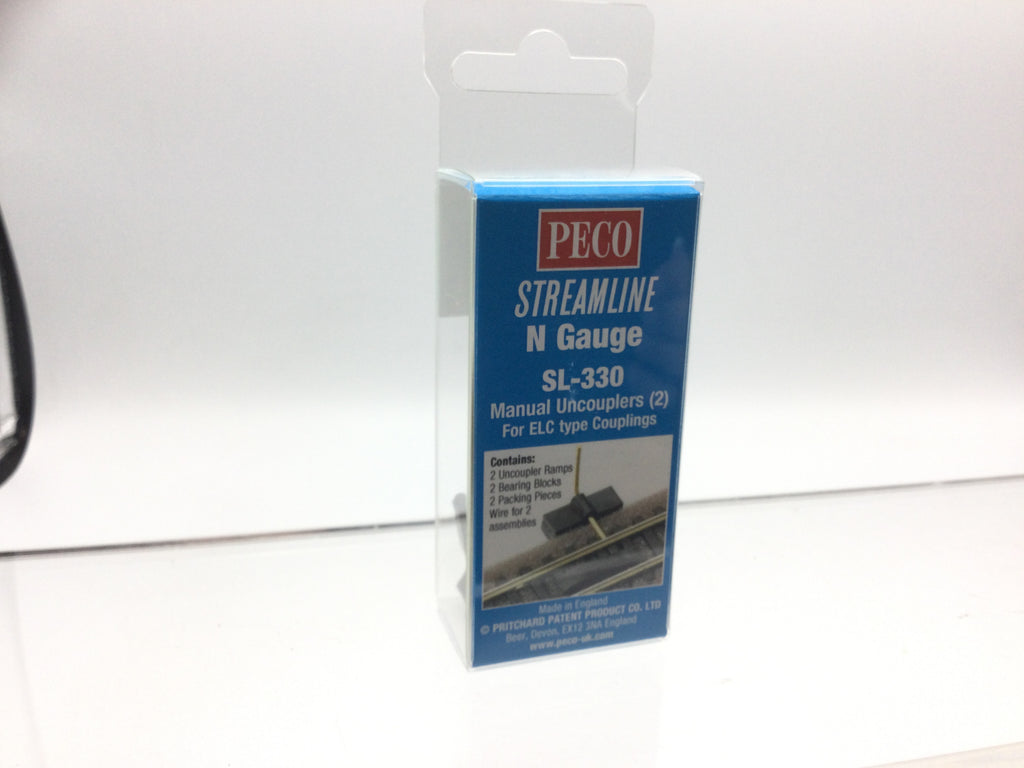 PECO
STREAMLINE
N Gauge
SL-330
Manual Uncouplers (2)
For ELC type Couplings
Contains:
2 Uncoupler Ramps
2 Bearing Blocks
2 Packing Pieces
Wire for 2
assemblies
Made in England
© PRITCHARD PATENT PRODUCT CO. LTD
Beer, Devon, EX12 3NA England
www.peco-uk.com